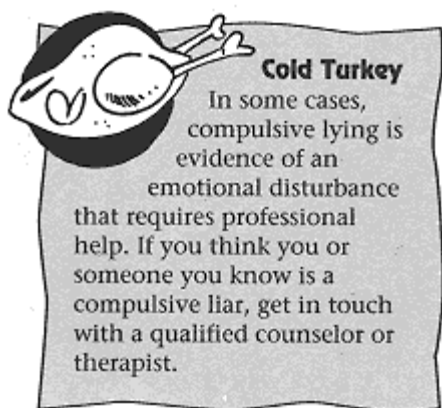 Cold Turkey
In some cases,
compulsive lying is
evidence of an
emotional disturbance
that requires professional
help. If you think you or
someone you know is a
compulsive liar, get in touch
with a qualified counselor or
therapist.